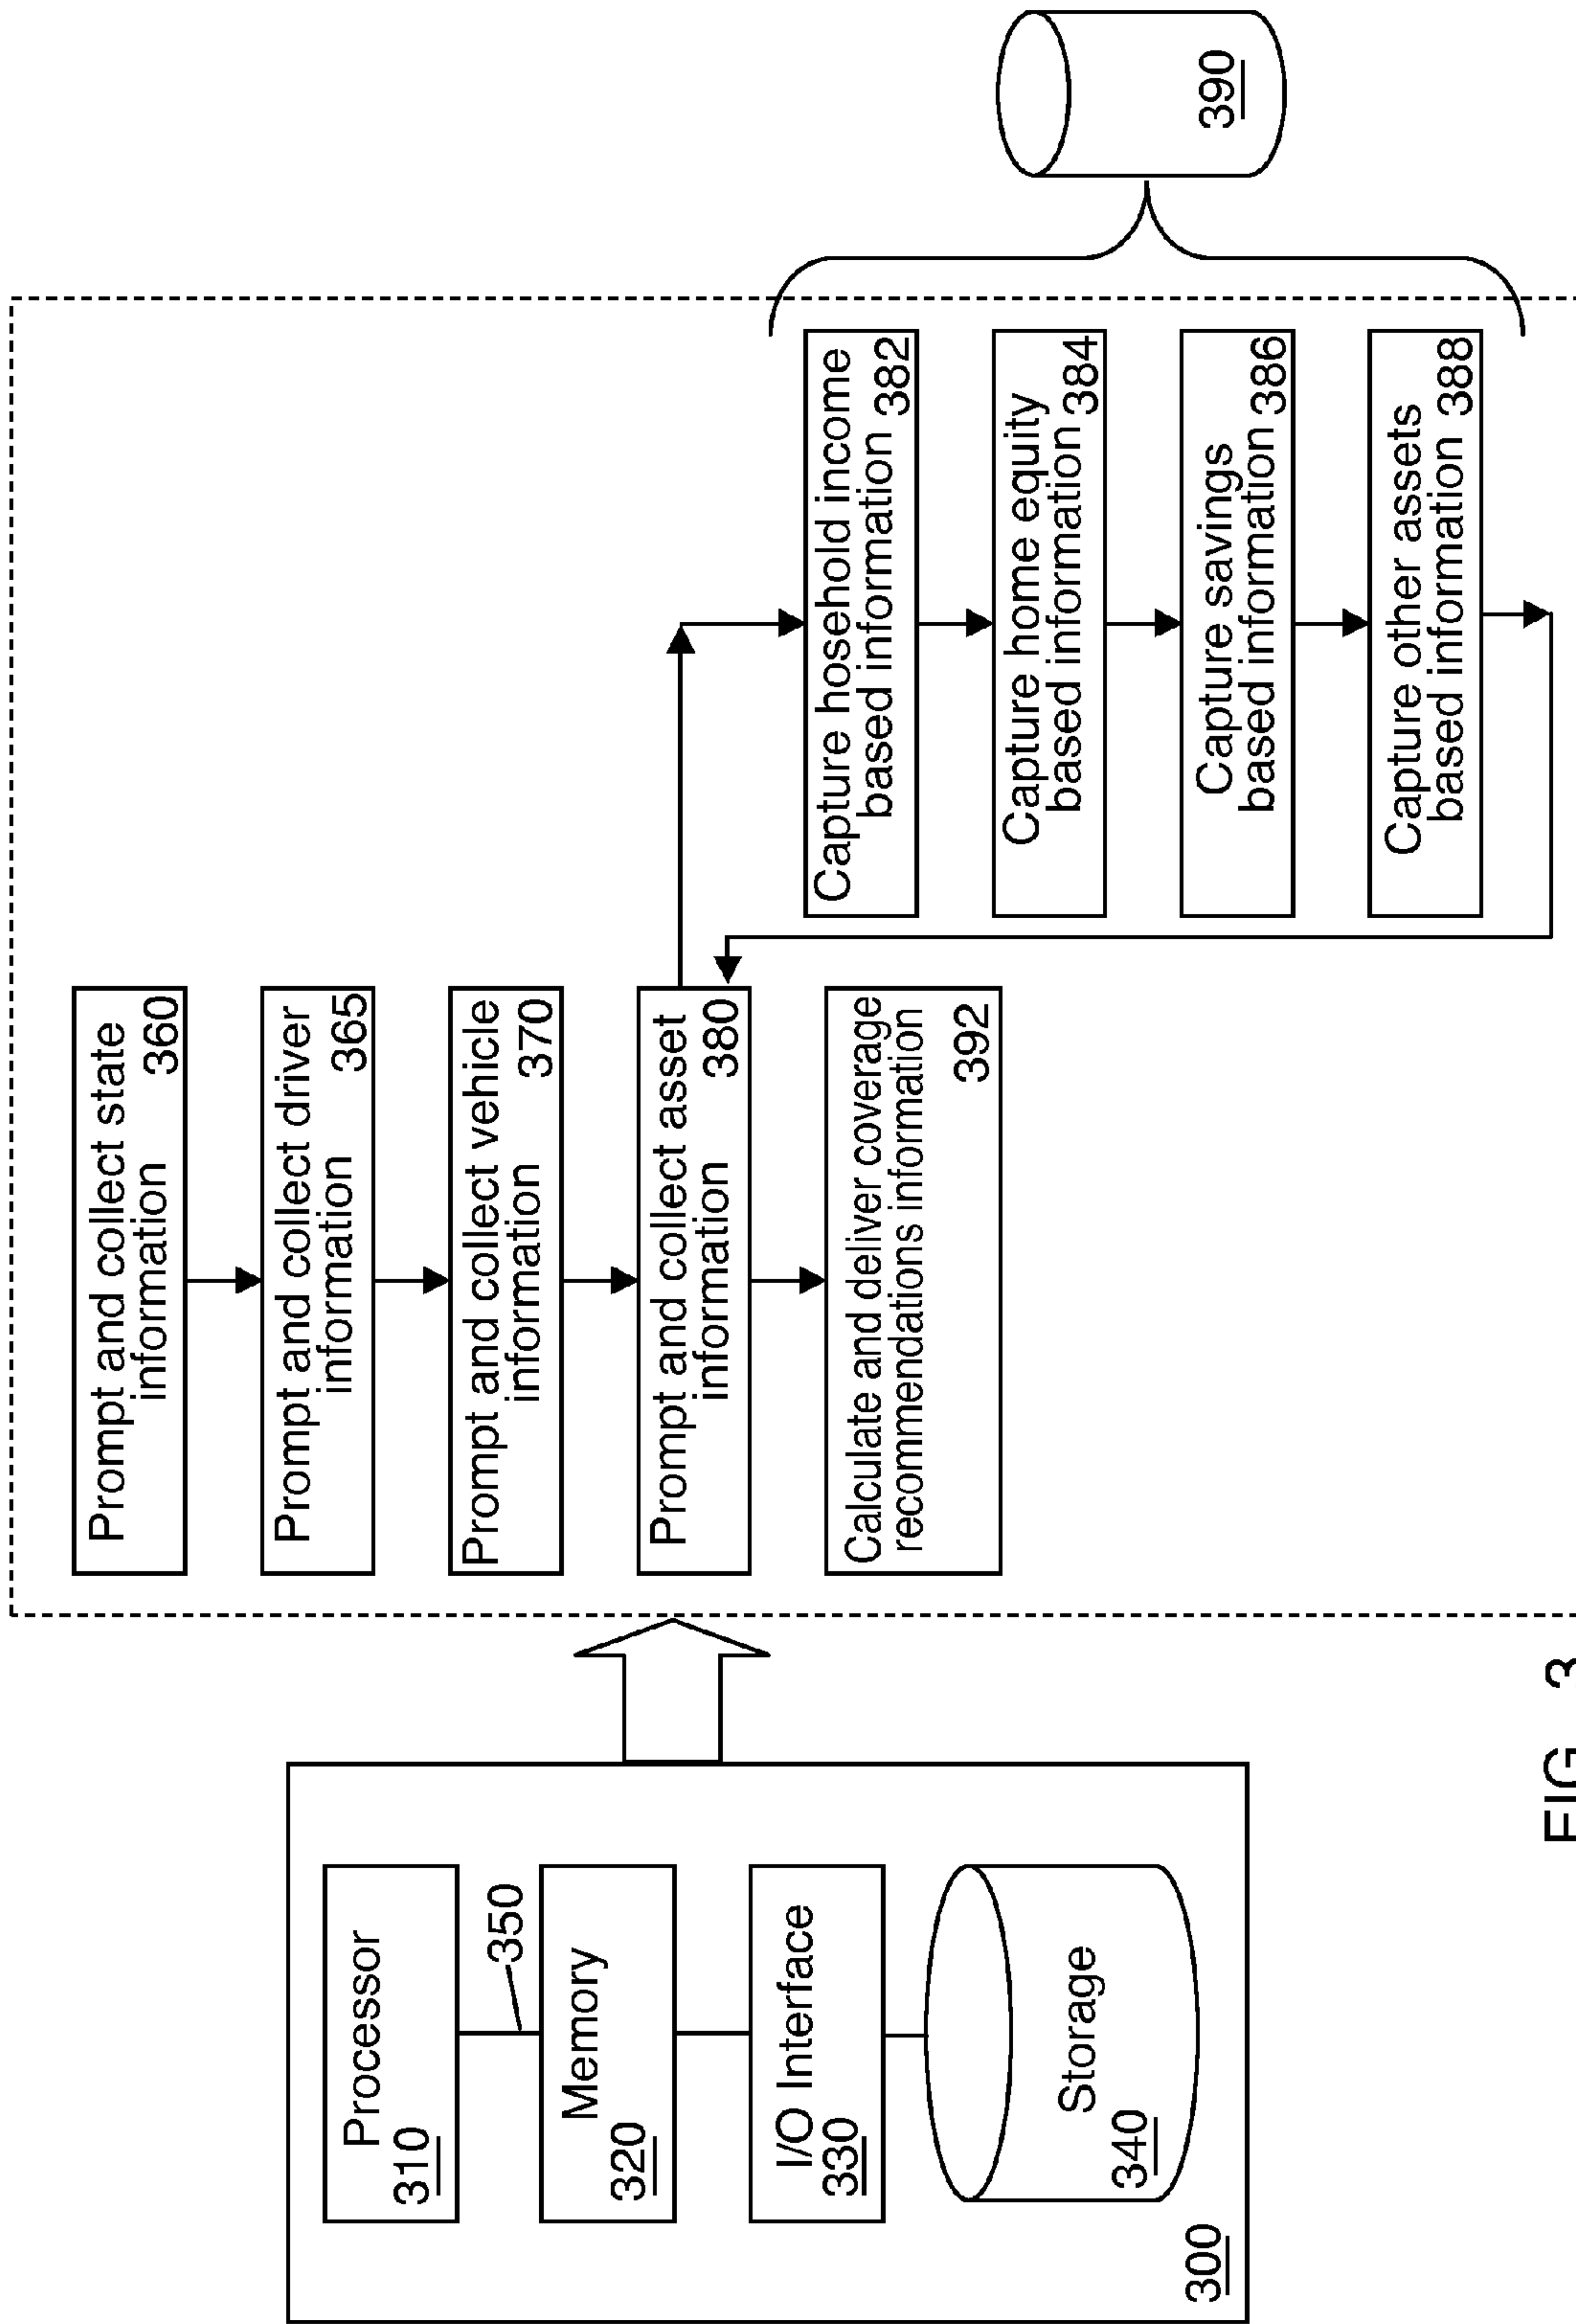 Processor
310
350
Memory
320
I/O Interface
330
Storage
340
300
Prompt and collect state
information 360
Prompt and collect driver
information 365
Prompt and collect vehicle
information 370
Prompt and collect asset
information 380
Calculate and deliver coverage
recommendations information
392
Capture hosehold income
based information 382
Capture home equity
based information 384
Capture savings
based information 386
Capture other assets
based information 388
390
FIG. 3